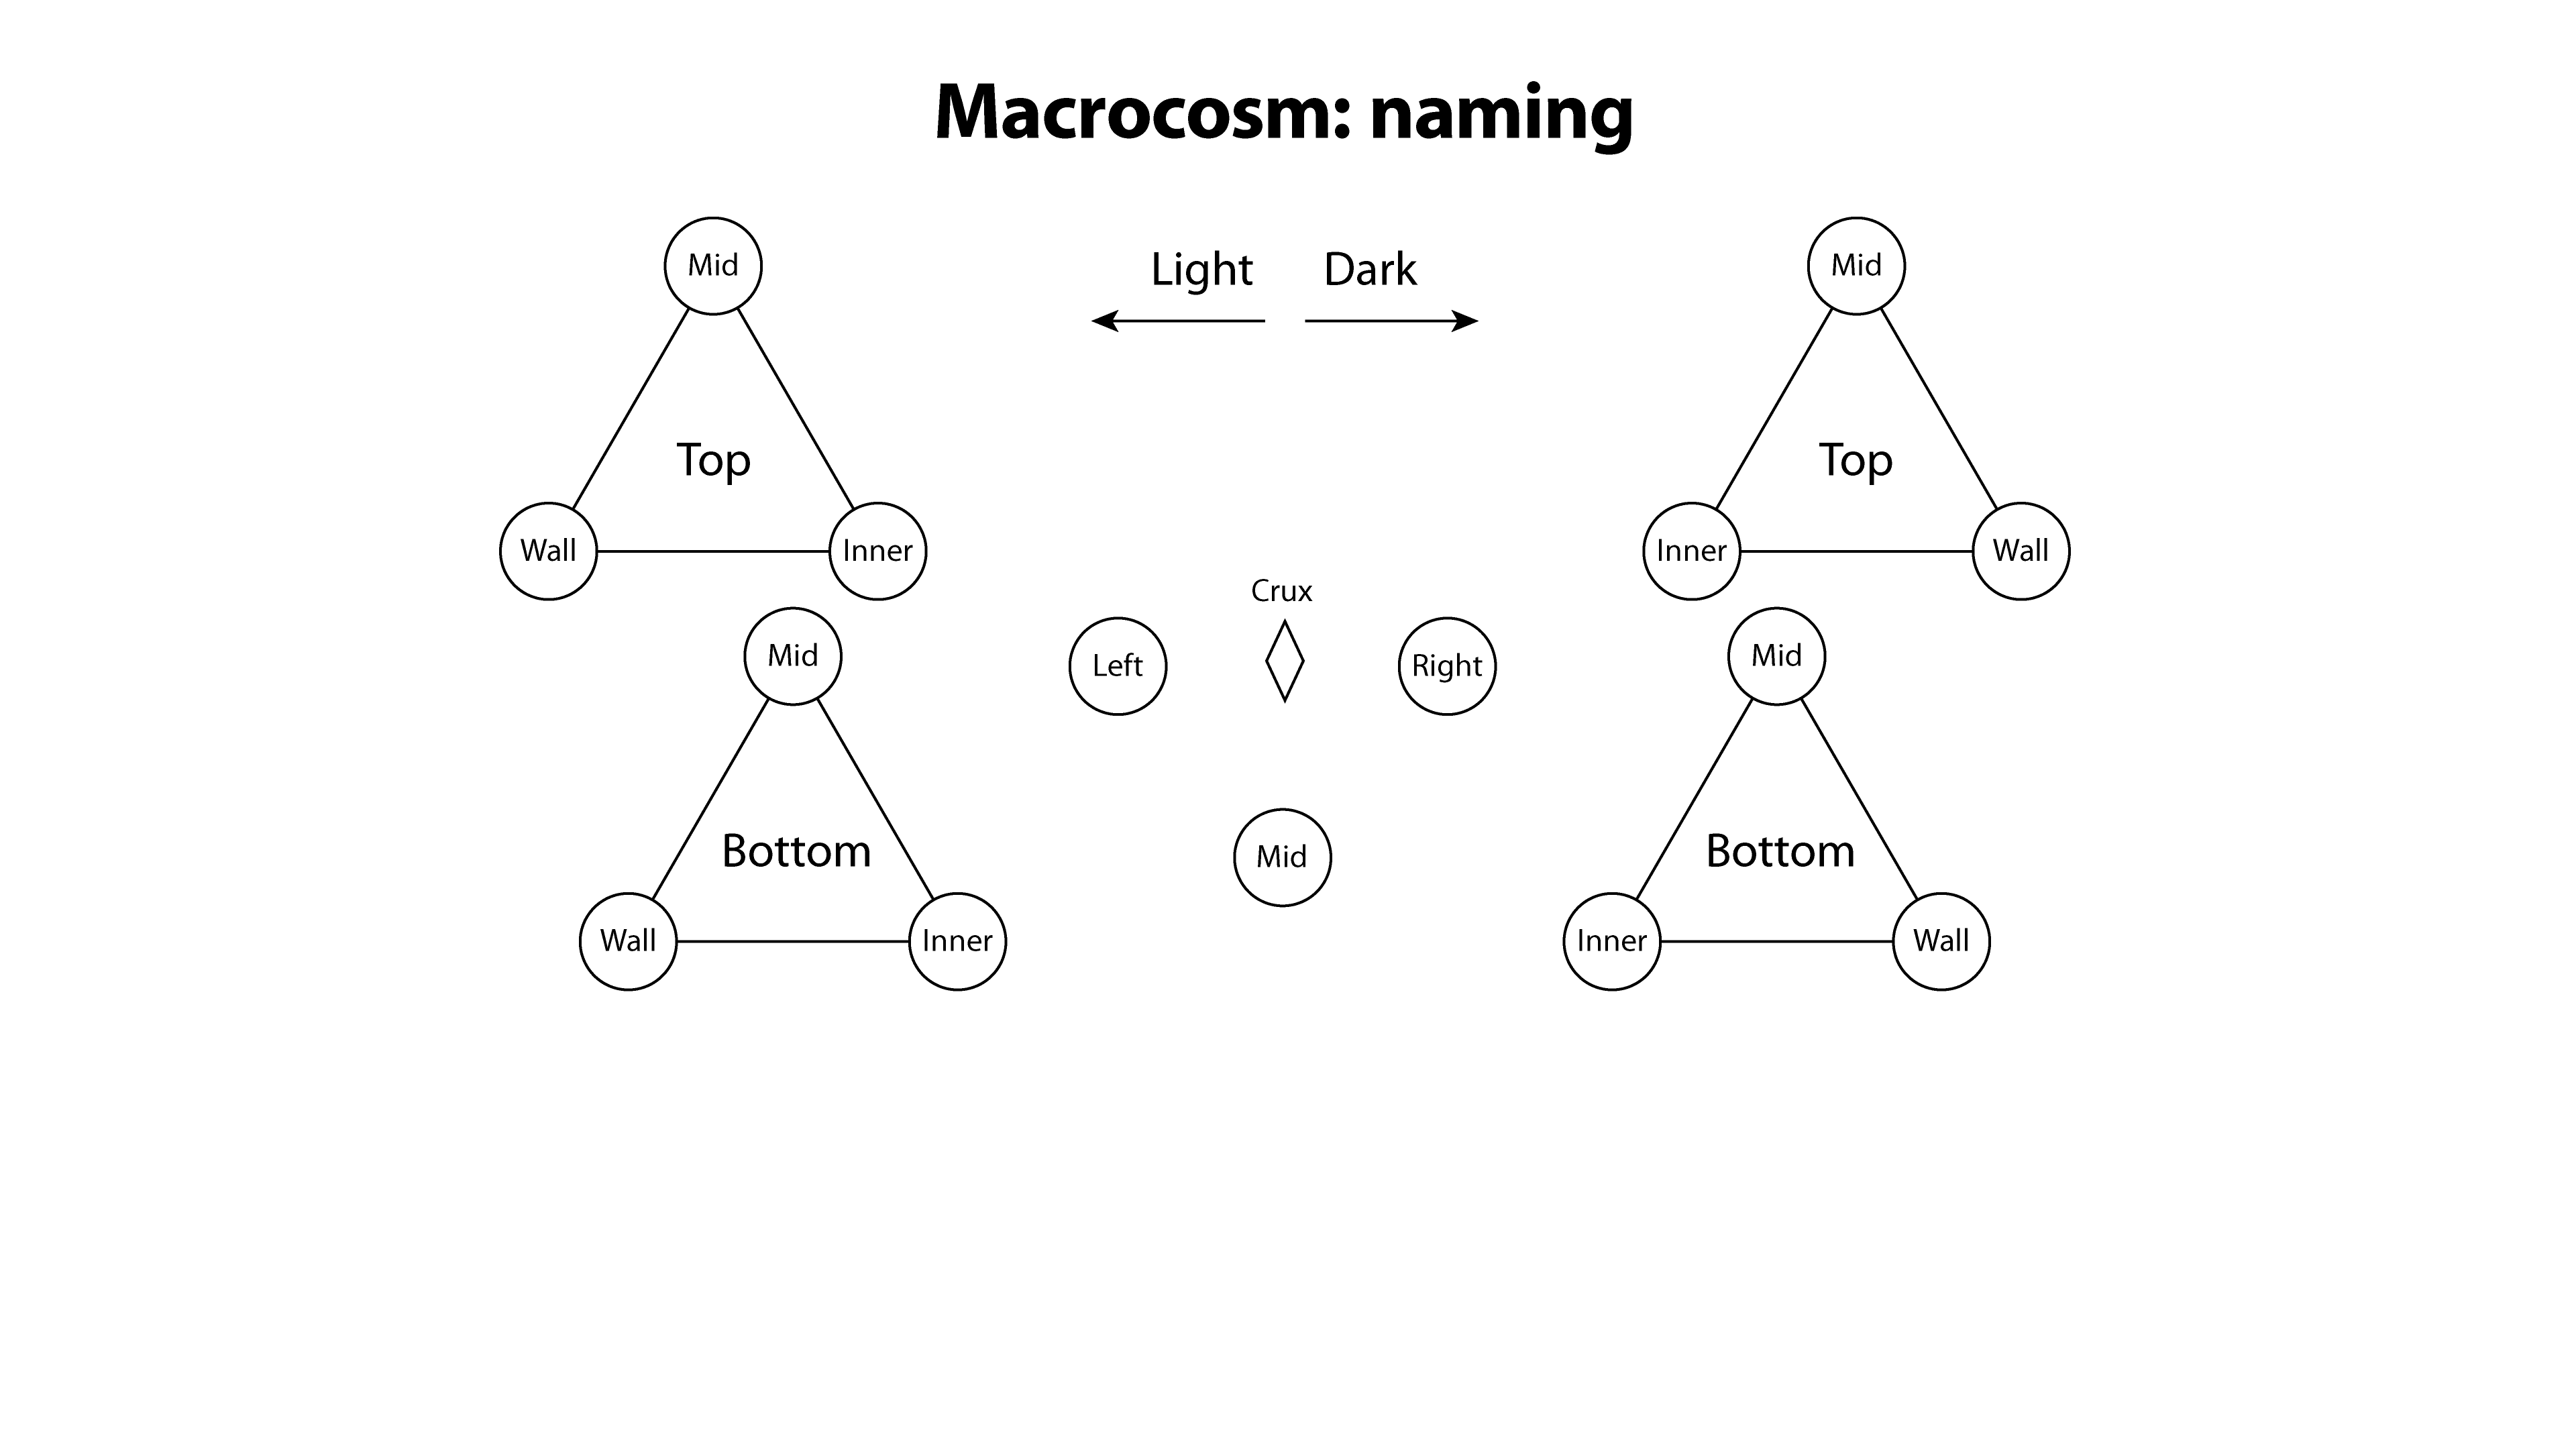 Macrocosm: naming
Mid
Light Dark
Mid
Top
Top
Wall
Inner
Inner
Wall
Crux
Mid
Left
Right
Mid
Bottom
Mid
Bottom
Wall
Inner
Inner
Wall